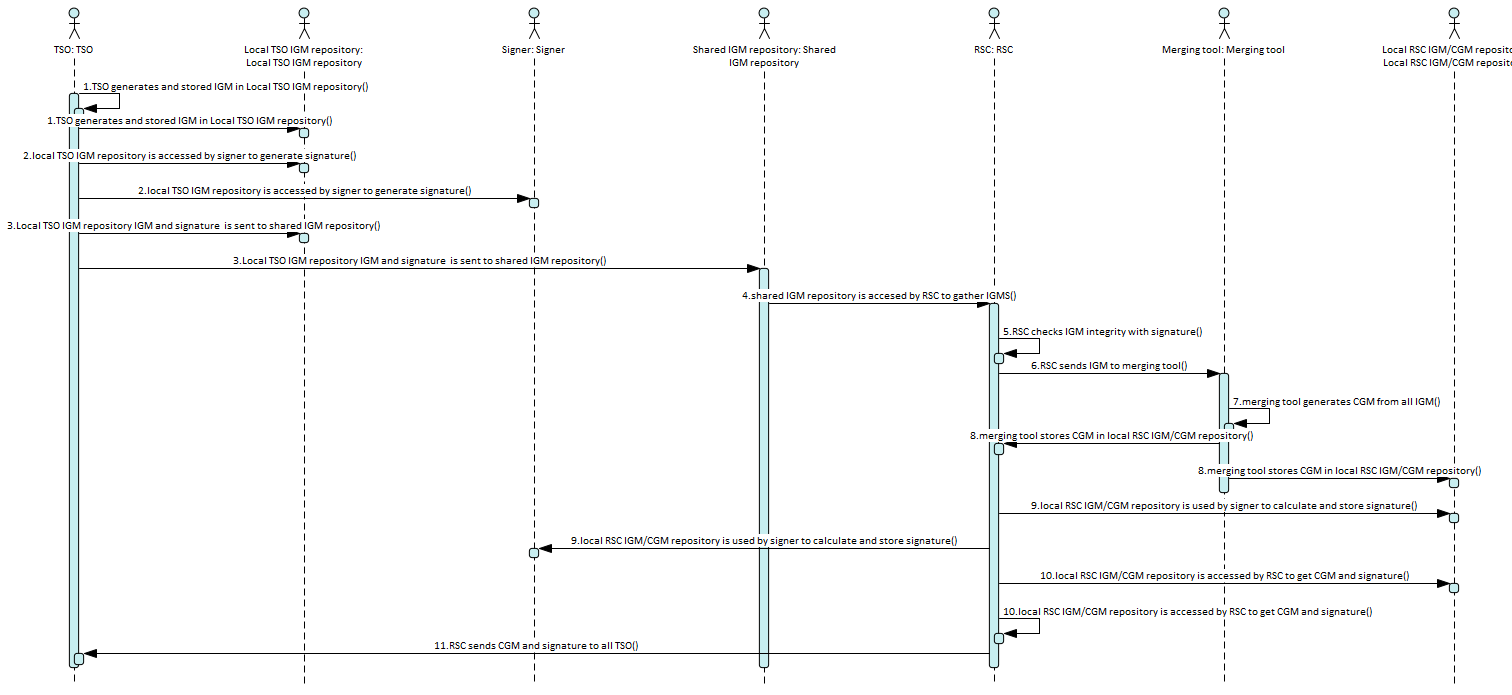 TSO: TSO
Local TSO IGM repository:
Local TSO IGM repository
Signer: Signer
Shared IGM repository: Shared
IGM repository
RSC: RSC
Merging tool: Merging tool
Local RSC IGM/CGM
Local RSC IGM/CGM
1.TSO generates and stored IGM in Local TSO IGM repository()
1.TSO generates and stored IGM in Local TSO IGM repository()
2.local TSO IGM repository is accessed by signer to generate signature()
2.local TSO IGM repository is accessed by signer to generate signature()
3.Local TSO IGM repository IGM and signature is sent to shared IGM repository()
3.Local TSO IGM repository IGM and signature is sent to shared IGM repository()
4.shared IGM repository is accesed by RSC to gather IGMS()
5.RSC checks IGM integrity with signature()
6.RSC sends IGM to merging tool()
7.merging tool generates CGM from all IGM()
8.merging tool stores CGM in local RSC IGM/CGM repository()
8.merging tool stores CGM in local RSC IGM/CGM repository()
9.local RSC IGM/CGM repository is used by signer to calculate and store signature()
9.local RSC IGM/CGM repository is used by signer to calculate and store signature()
10.local RSC IGM/CGM repository is accessed by RSC to get CGM and signature()
10.local RSC IGM/CGM repository is accessed by RSC to get CGM and signature()
11.RSC sends CGM and signature to all TSO()